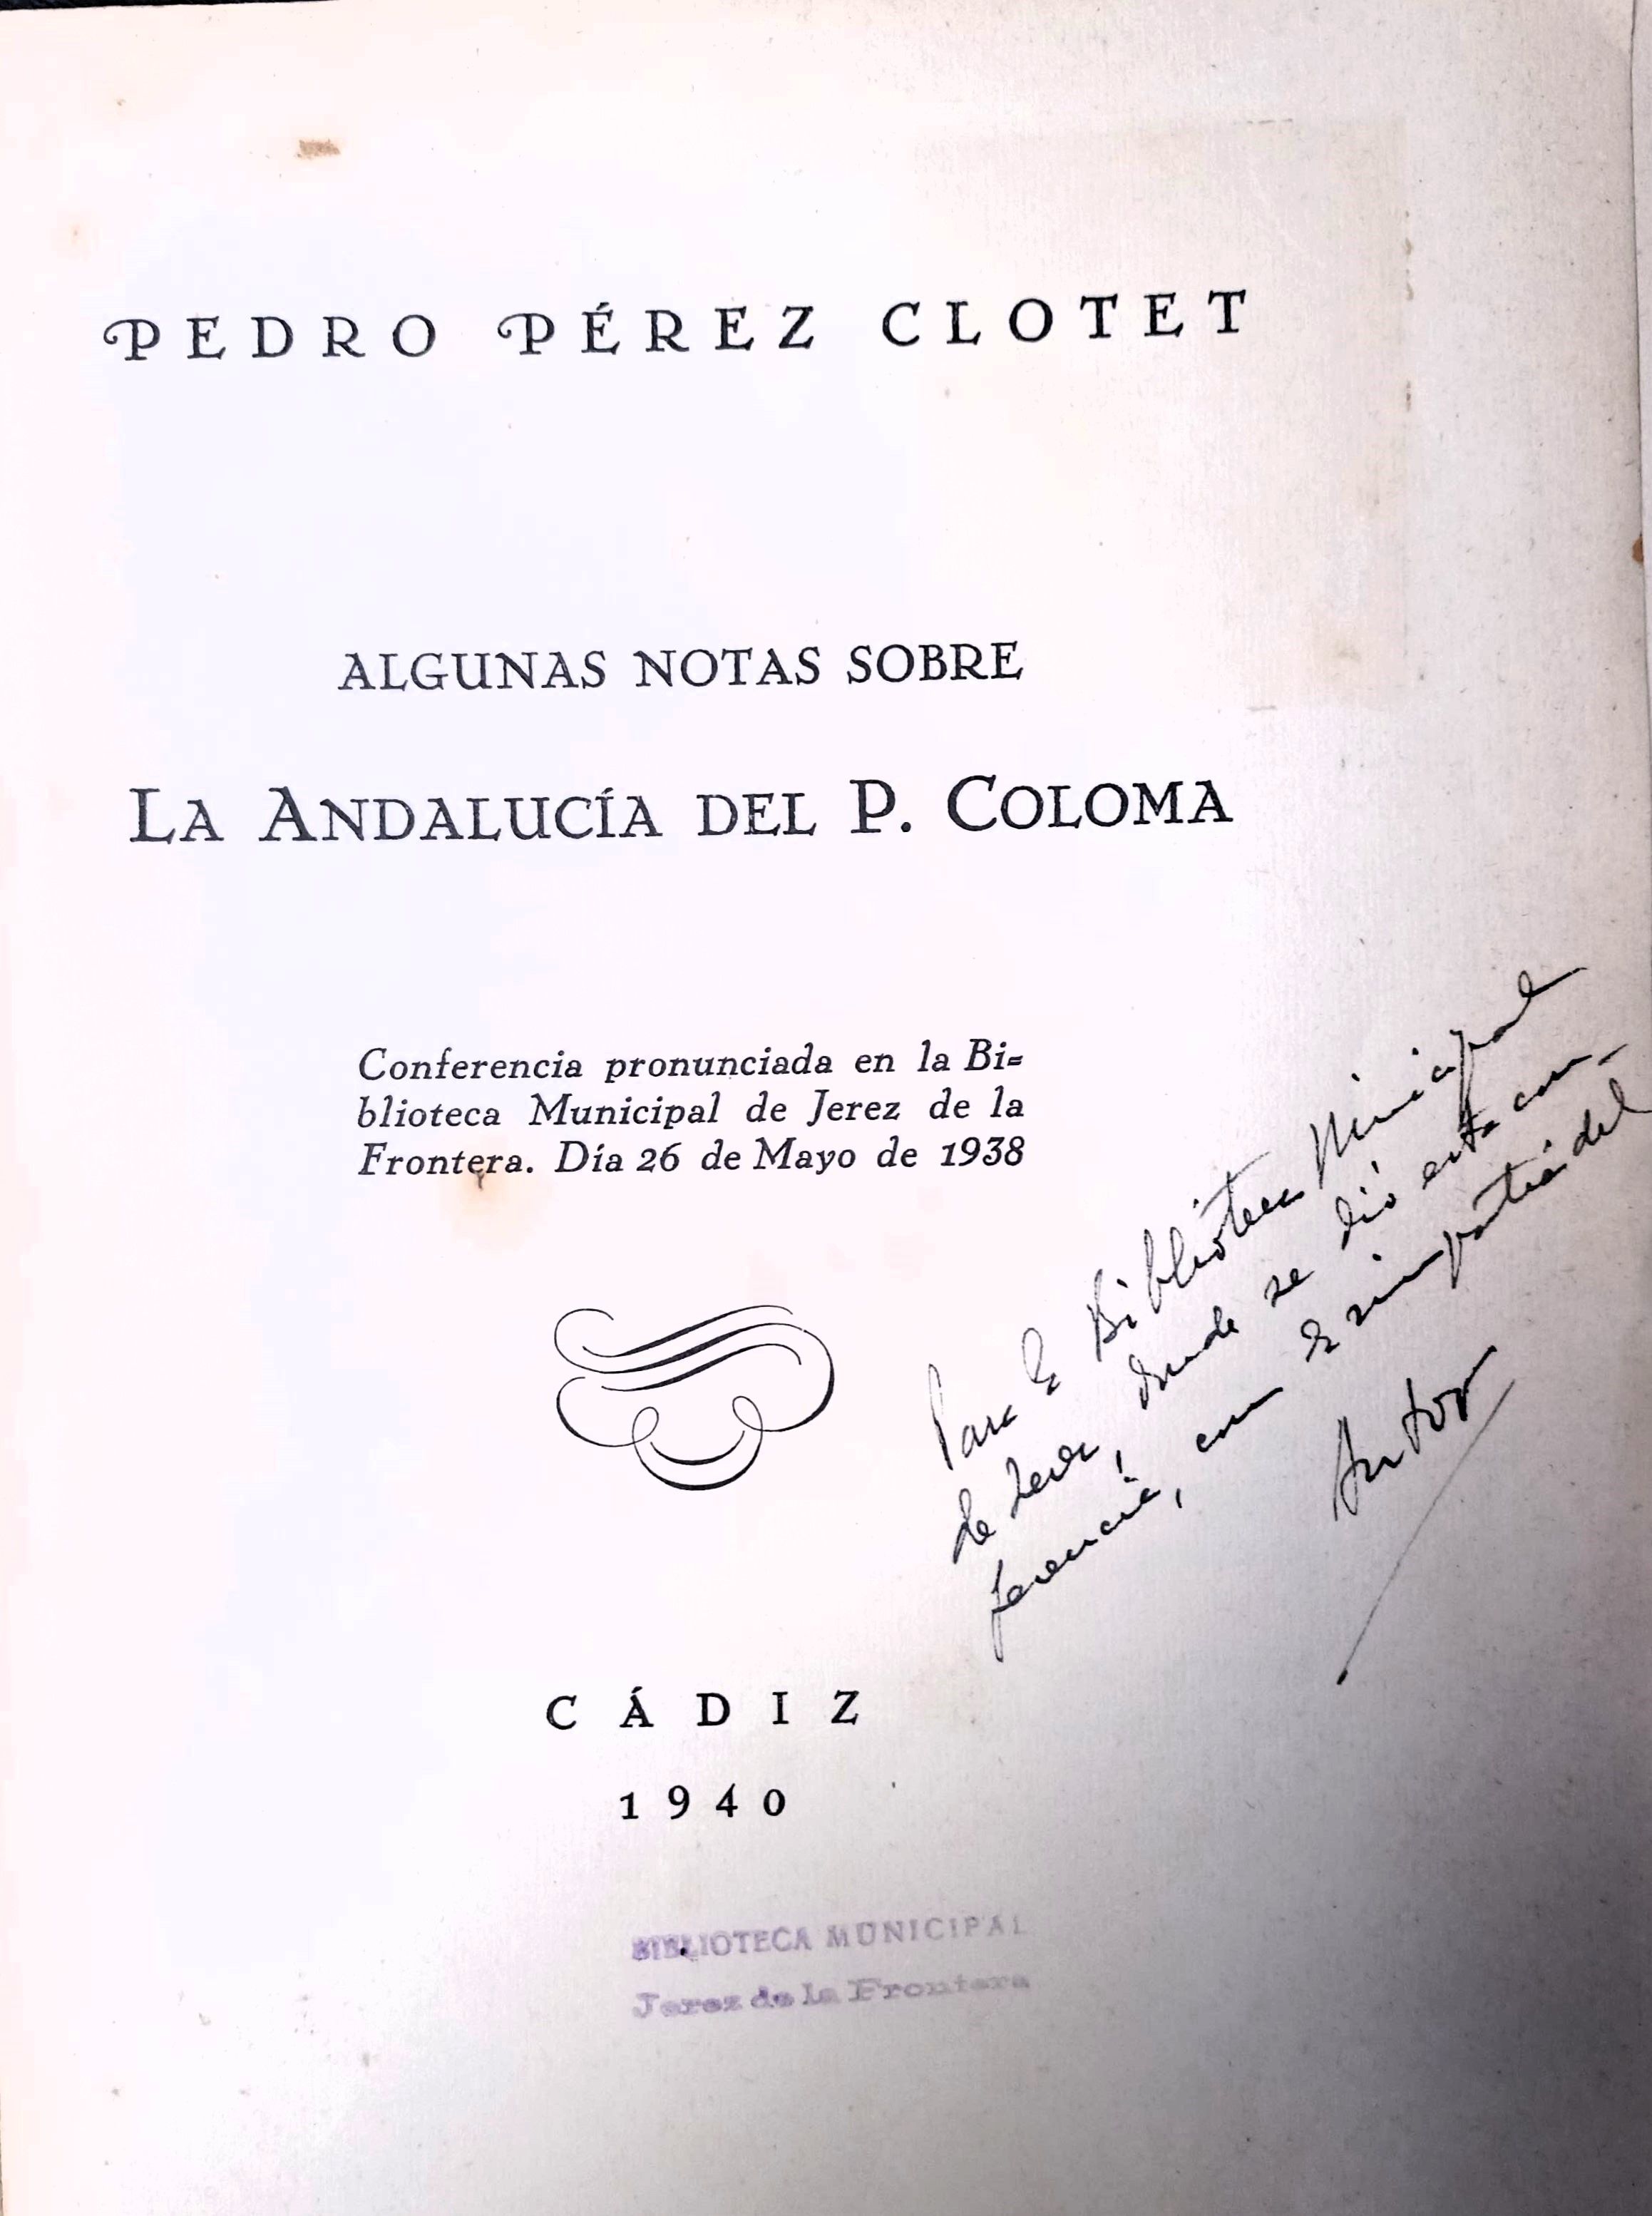 PEDRO PÉREZ CLOTET
ALGUNAS NOTAS SOBRE
LA ANDALUCÍA DEL P. COLOMA
Conferencia pronunciada en la Bi=
blioteca Municipal de Jerez de la
Frontera. Día 26 de Mayo de 1938
Para la Biblioteca Municipal
de Jerez, donde se dió esta con-
ferencia, con la simpatía del
Autor
CÁDIZ
1940
BIBLIOTECA MUNICIPAL
Jerez de la Frontera